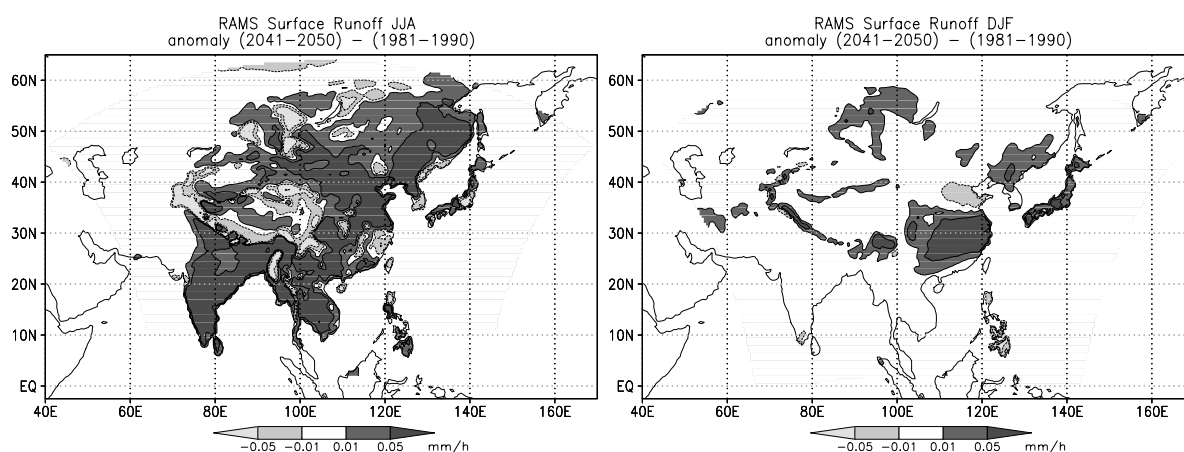 RAMS Surface Runoff JJA
anomaly (2041−2050) − (1981−1990)
60N
50N
40N
30N
20N
10N
EQ
40E 60E 80E 100E 120E 140E 160E
−0.05 −0.01 0.01 0.05 mm/h
RAMS Surface Runoff DJF
anomaly (2041−2050) − (1981−1990)
60N
50N
40N
30N
20N
10N
EQ
40E 60E 80E 100E 120E 140E 160E
−0.05 −0.01 0.01 0.05 mm/h